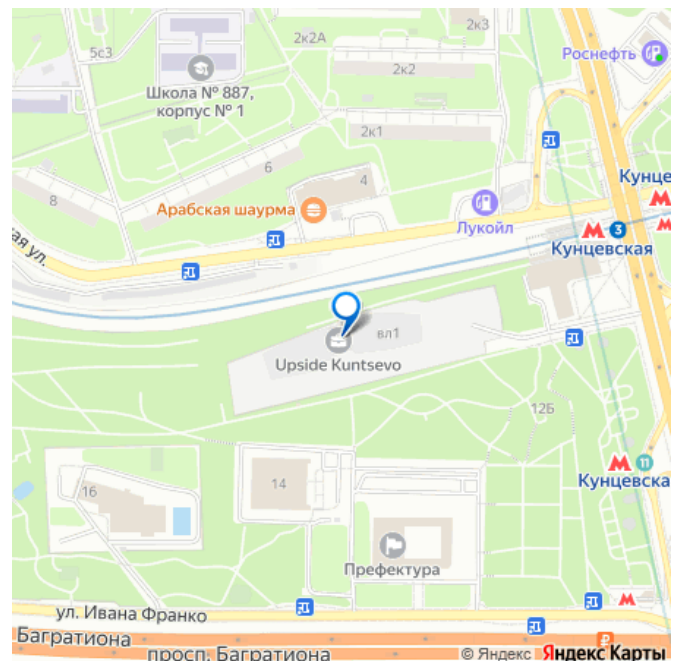 2к3
2к2А
5с3
Роснефть
2к2
Школа № 887,
корпус № 1
2к1
6
4
Кунце
8
Арабская шаурма
Лукойл
3
Кунцевская
ая ул.
вл1
Upside Kuntsevo
12Б
11
Кунцевска
16
14
Префектура
ул. Ивана Франко
Багратиона
просп. Багратиона
© Яндекс Яндекс Карты